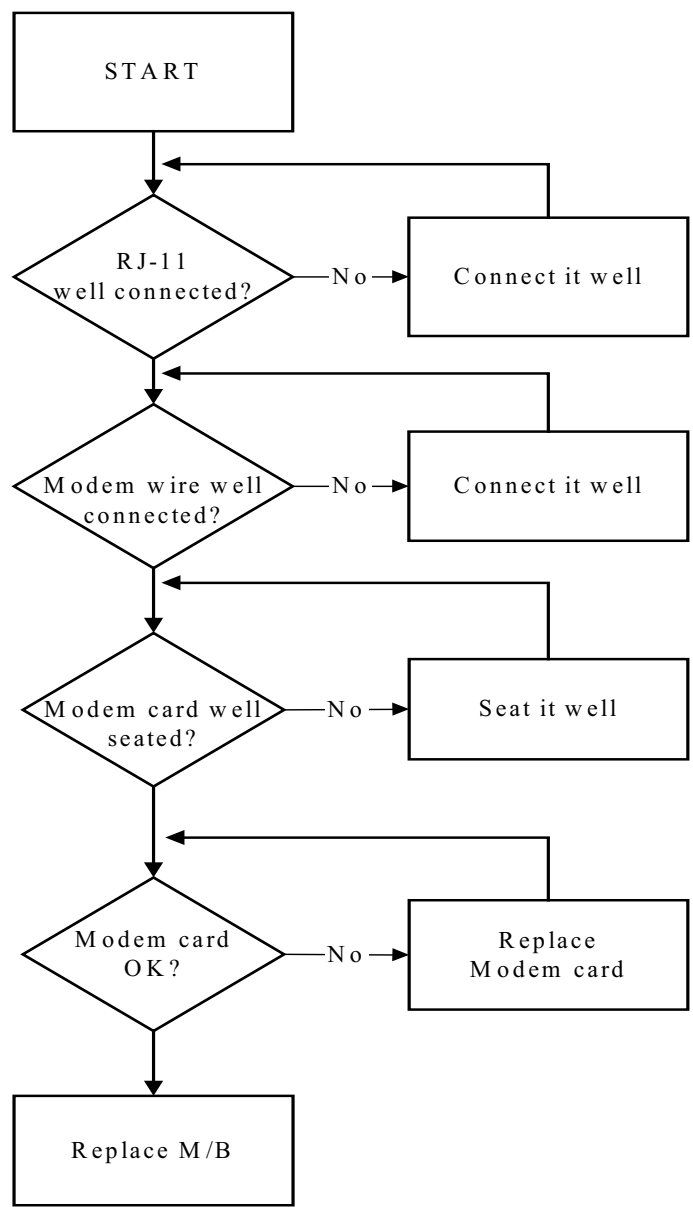 START
RJ-11
well connected?
No
Connect it well
Modem wire well
connected?
No
Connect it well
Modem card well
seated?
No
Seat it well
Modem card
OK?
No
Replace
Modem card
Replace M/B